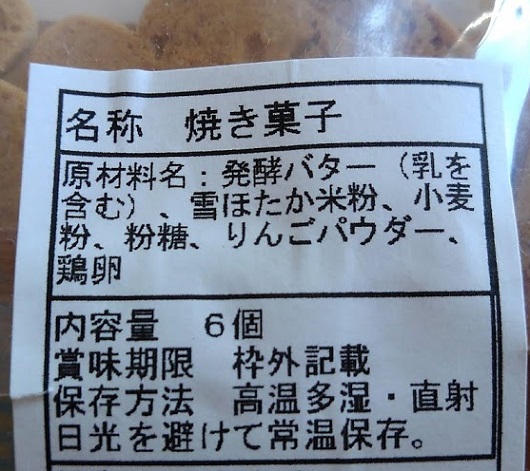 名称　焼き菓子
原材料名：発酵バター（乳を
含む）、雪ほたか米粉、小麦
粉、粉糖、りんごパウダー、
鶏卵
内容量　6個
賞味期限　枠外記載
保存方法　高温多湿・直射
日光を避けて常温保存。